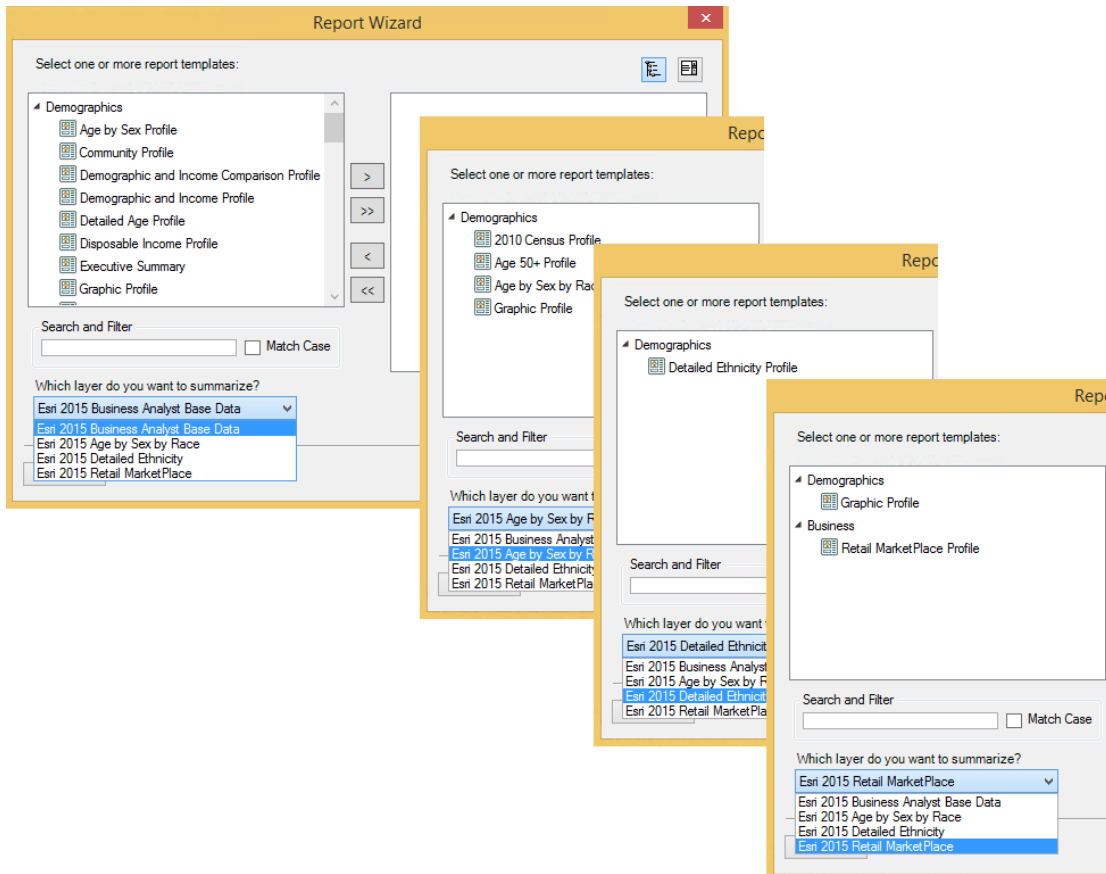 Report Wizard
Select one or more report templates:
Demographics
Age by Sex Profile
Community Profile
Demographic and Income Comparison Profile
Demographic and Income Profile
Detailed Age Profile
Disposable Income Profile
Executive Summary
Graphic Profile
>
>>
<
<<
Search and Filter
Match Case
Which layer do you want to summarize?
Esri 2015 Business Analyst Base Data
Esri 2015 Business Analyst Base Data
Esri 2015 Age by Sex by Race
Esri 2015 Detailed Ethnicity
Esri 2015 Retail MarketPlace
Repo
Select one or more report templates:
Demographics
2010 Census Profile
Age 50+ Profile
Age by Sex by Rac
Graphic Profile
Search and Filter
Which layer do you want t
Esri 2015 Age by Sex by R
Esri 2015 Business Analyst
Esri 2015 Age by Sex by R
Esri 2015 Detailed Ethnicity
Esri 2015 Retail MarketPla
Repo
Select one or more report templates:
Demographics
Detailed Ethnicity Profile
Search and Filter
Which layer do you want
Esri 2015 Detailed Ethnicit
Esri 2015 Business Analyst
Esri 2015 Age by Sex by R
Esri 2015 Detailed Ethnicit
Esri 2015 Retail MarketPla
Repo
Select one or more report templates:
Demographics
Graphic Profile
Business
Retail MarketPlace Profile
Search and Filter
Match Case
Which layer do you want to summarize?
Esri 2015 Retail MarketPlace
Esri 2015 Business Analyst Base Data
Esri 2015 Age by Sex by Race
Esri 2015 Detailed Ethnicity
Esri 2015 Retail MarketPlace